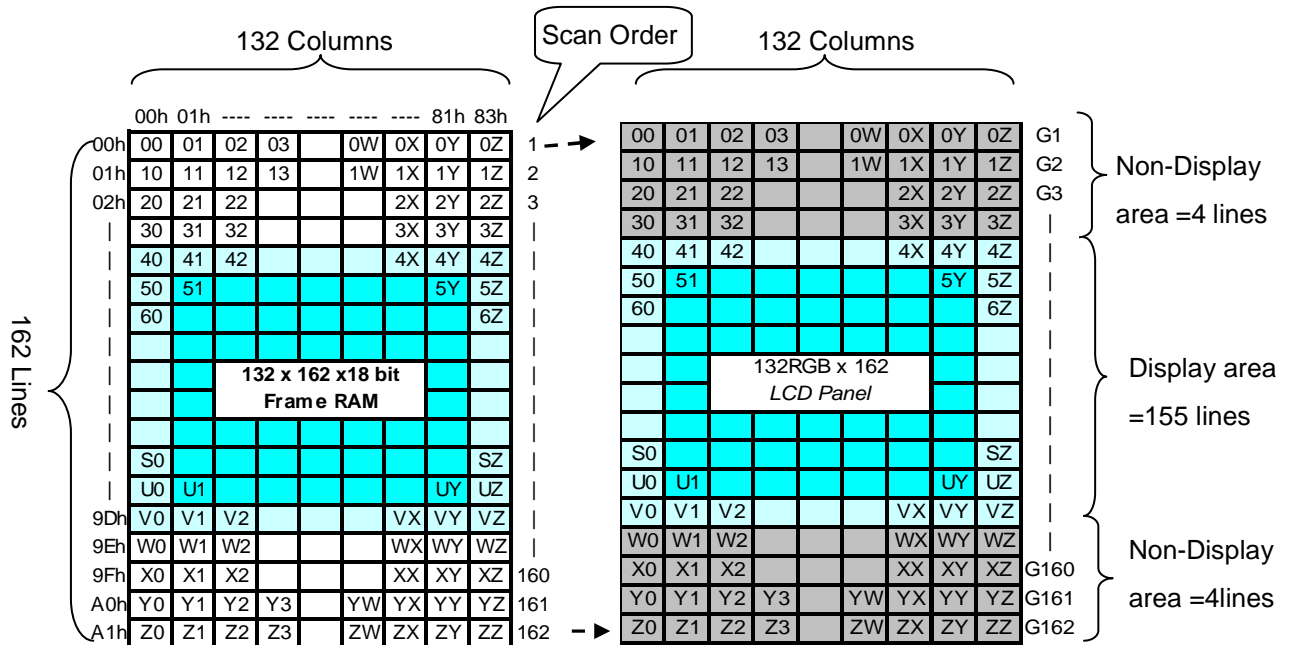 132 Columns
Scan Order
132 Columns
00h 01h ---- ---- ---- ---- ---- 81h 83h
00h 00 01 02 03 0W 0X 0Y 0Z 1
01h 10 11 12 13 1W 1X 1Y 1Z 2
02h 20 21 22 2X 2Y 2Z 3
30 31 32 3X 3Y 3Z
40 41 42 4X 4Y 4Z
50 51 5Y 5Z
60 6Z
132 x 162 x18 bit
Frame RAM
S0 SZ
U0 U1 UY UZ
9Dh V0 V1 V2 VX VY VZ
9Eh W0 W1 W2 WX WY WZ
9Fh X0 X1 X2 XX XY XZ 160
A0h Y0 Y1 Y2 Y3 YW YX YY YZ 161
A1h Z0 Z1 Z2 Z3 ZW ZX ZY ZZ 162
162 Lines
00 01 02 03 0W 0X 0Y 0Z G1
10 11 12 13 1W 1X 1Y 1Z G2
20 21 22 2X 2Y 2Z G3
30 31 32 3X 3Y 3Z
40 41 42 4X 4Y 4Z
50 51 5Y 5Z
60 6Z
132RGB x 162
LCD Panel
S0 SZ
U0 U1 UY UZ
V0 V1 V2 VX VY VZ
W0 W1 W2 WX WY WZ
X0 X1 X2 XX XY XZ G160
Y0 Y1 Y2 Y3 YW YX YY YZ G161
Z0 Z1 Z2 Z3 ZW ZX ZY ZZ G162
Non-Display
area =4 lines
Display area
=155 lines
Non-Display
area =4lines